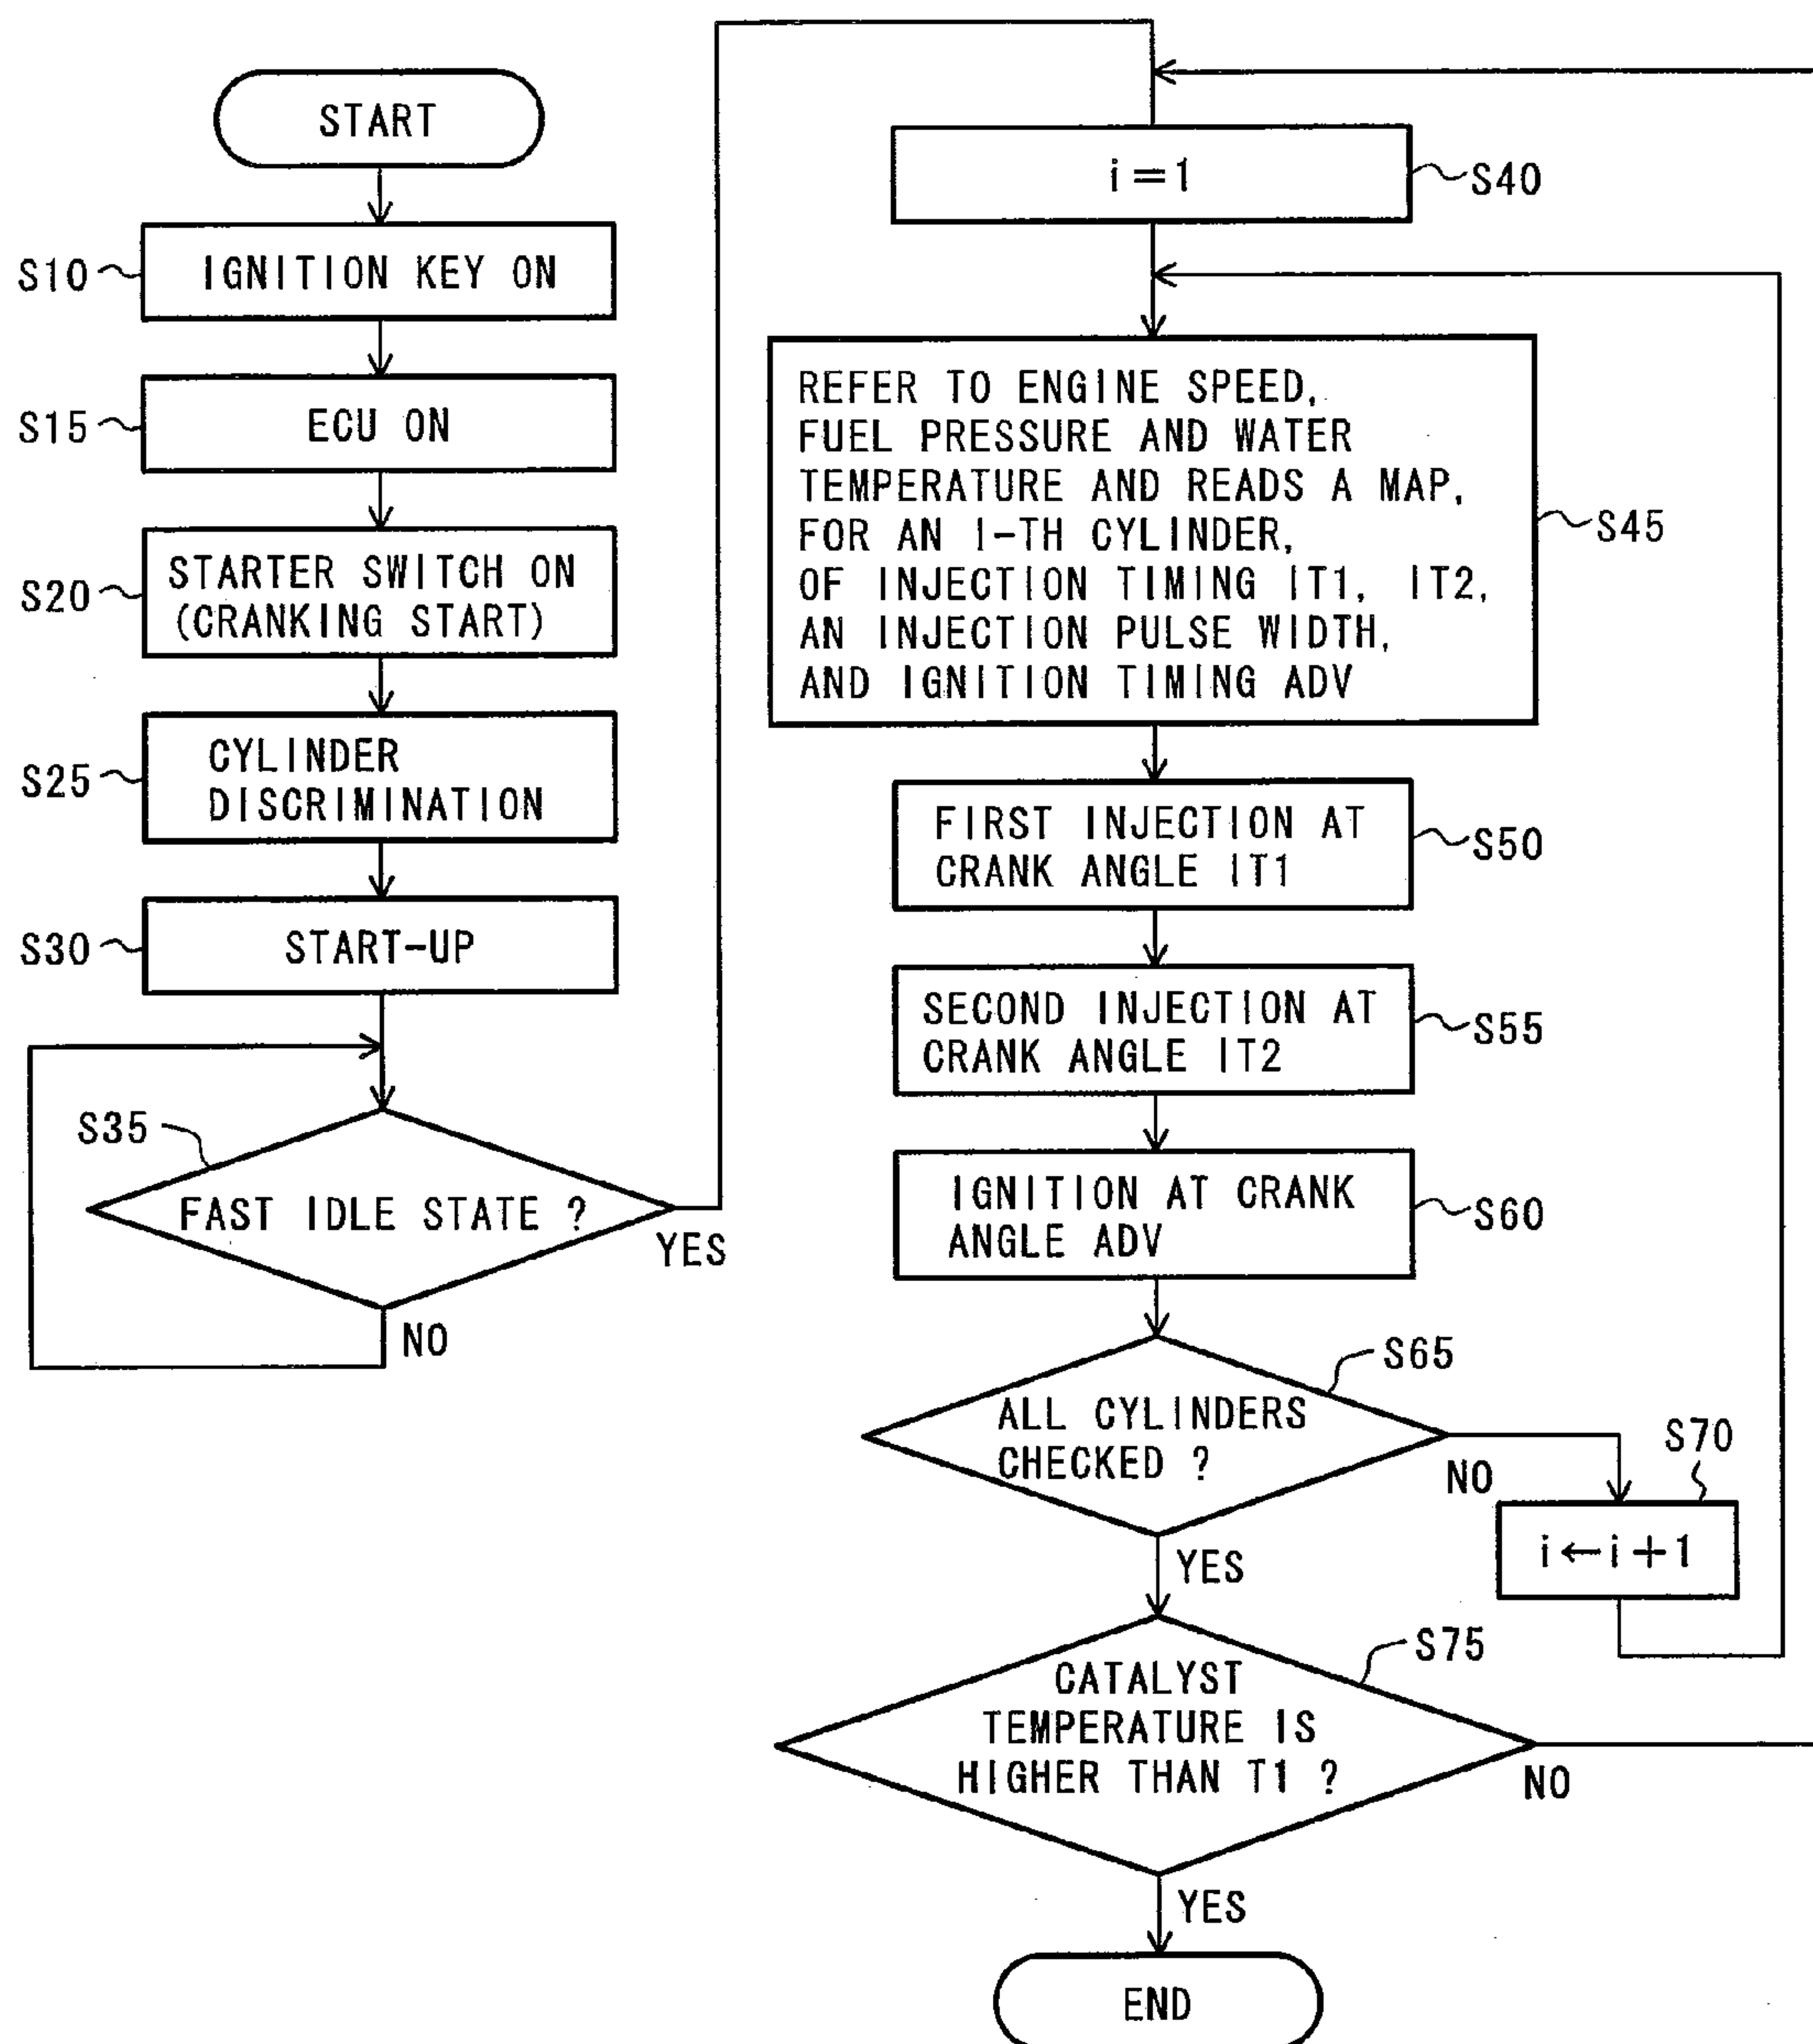 START
S10
IGNITION KEY ON
S15
ECU ON
S20
STARTER SWITCH ON
(CRANKING START)
S25
CYLINDER
DISCRIMINATION
S30
START-UP
S35
FAST IDLE STATE ?
YES
NO
i=1
S40
REFER TO ENGINE SPEED,
FUEL PRESSURE AND WATER
TEMPERATURE AND READS A MAP,
FOR AN I-TH CYLINDER,
OF INJECTION TIMING IT1, IT2,
AN INJECTION PULSE WIDTH,
AND IGNITION TIMING ADV
S45
FIRST INJECTION AT
CRANK ANGLE IT1
S50
SECOND INJECTION AT
CRANK ANGLE IT2
S55
IGNITION AT CRANK
ANGLE ADV
S60
S65
ALL CYLINDERS
CHECKED ?
NO
S70
i←i+1
YES
S75
CATALYST
TEMPERATURE IS
HIGHER THAN T1 ?
NO
YES
END